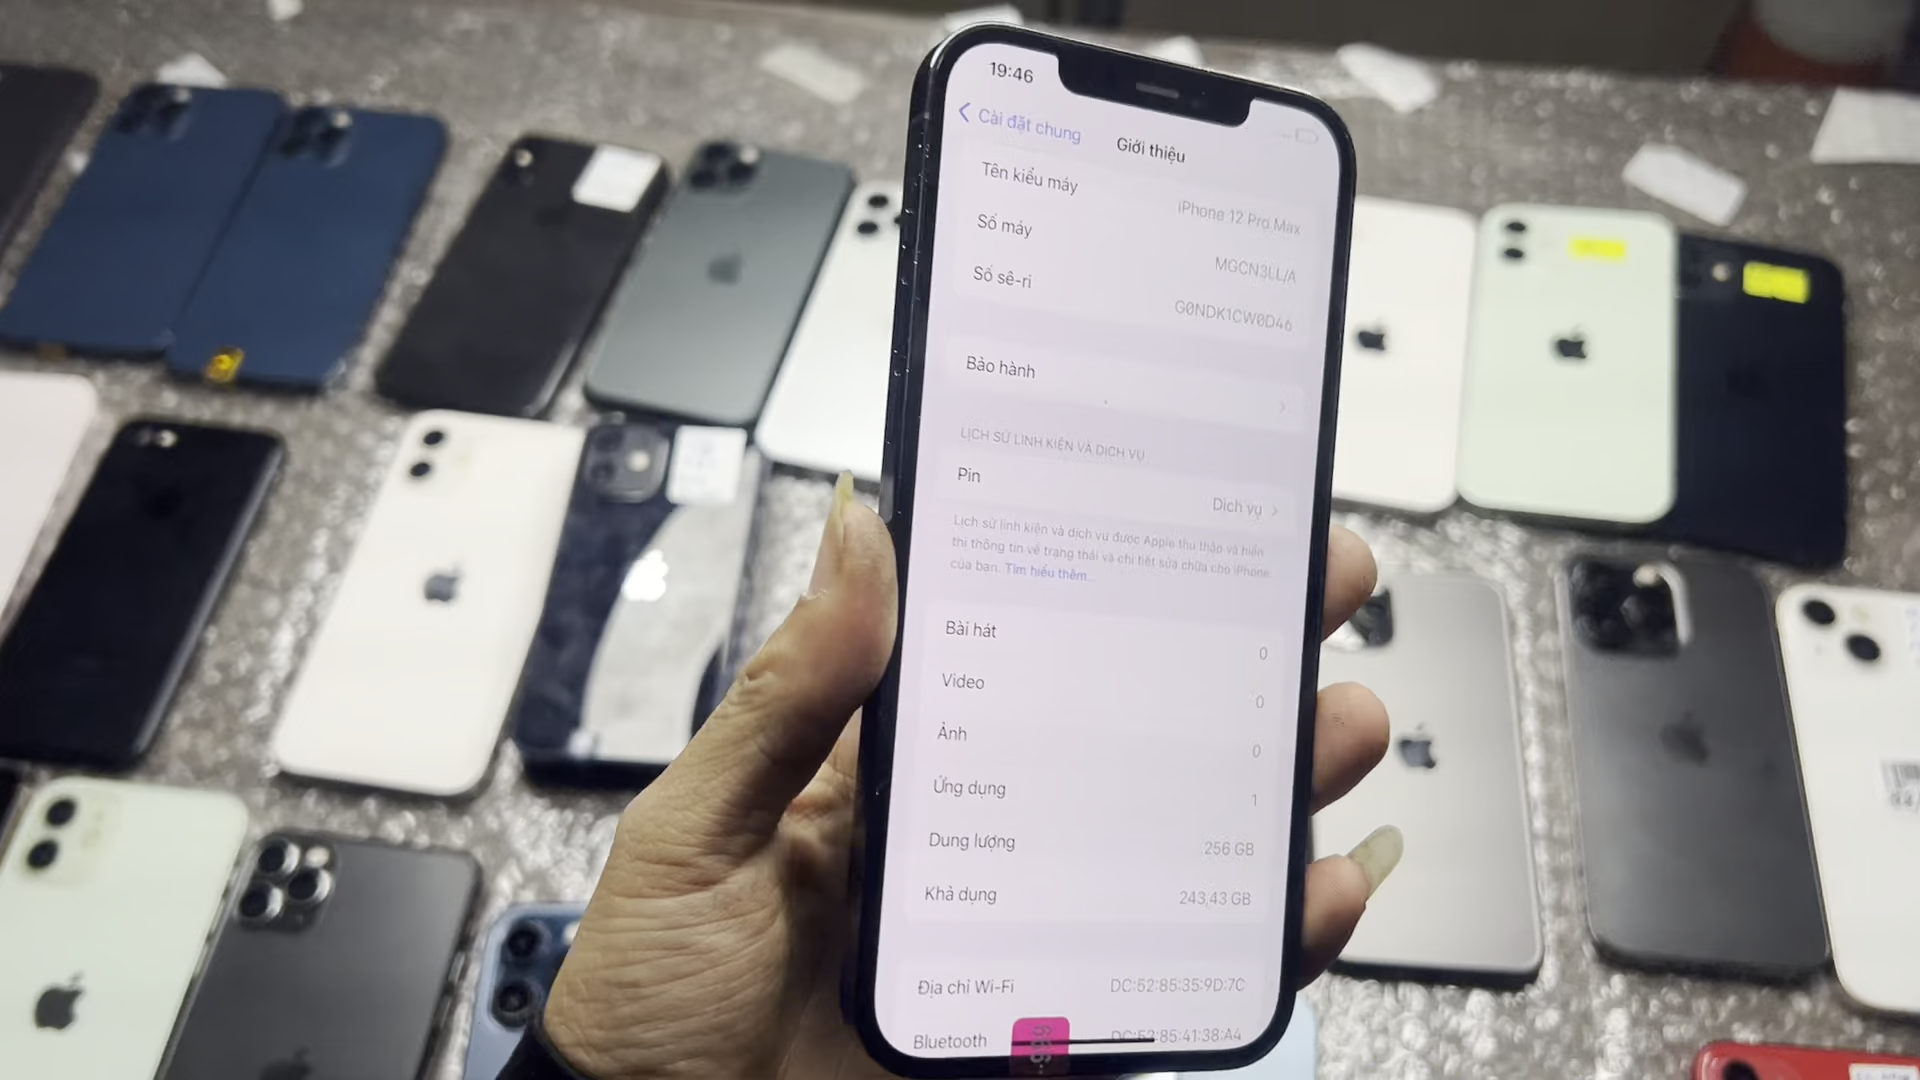 19:46
Cài đặt chung
Giới thiệu
Tên kiểu máy
iPhone 12 Pro Max
Số máy
MGCN3LL/A
Số sê-ri
G0NDK1CW0D46
Bảo hành
LỊCH SỬ LINH KIỆN VÀ DỊCH VỤ
Pin
Dịch vụ
Lịch sử linh kiện và dịch vụ được Apple thu thập và hiển
thị thông tin về trạng thái và chi tiết sửa chữa cho iPhone
của bạn. Tìm hiểu thêm...
Bài hát
0
Video
0
Ảnh
0
Ứng dụng
1
Dung lượng
256 GB
Khả dụng
243,43 GB
Địa chỉ Wi-Fi
DC:52:85:35:9D:7C
Bluetooth
DC:52:85:41:38:A4